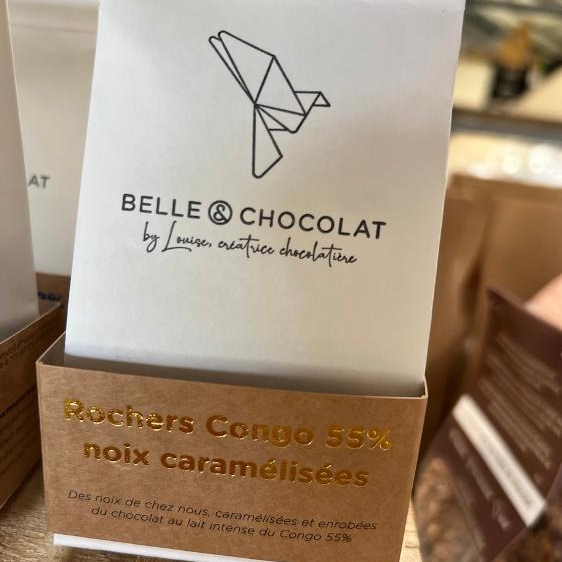 BELLE & CHOCOLAT
by Louise, créatrice chocolatière
Rochers Congo 55%
noix caramélisées
Des noix de chez nous, caramélisées et enrobées
du chocolat au lait intense du Congo 55%
AT